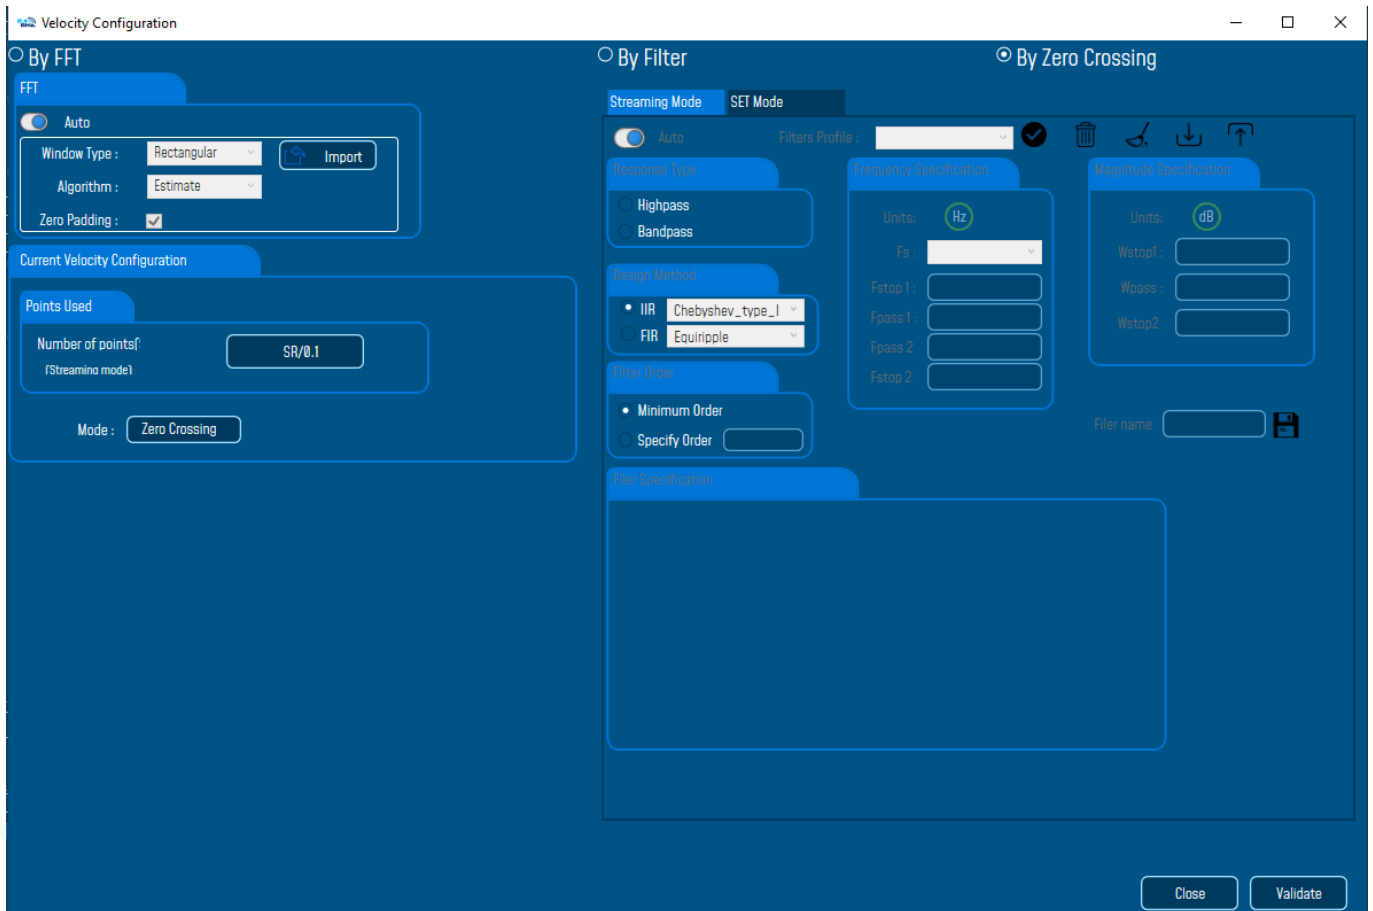 Velocity Configuration
By FFT
By Filter
By Zero Crossing
FFT
Auto
Window Type :
Rectangular
Import
Algorithm :
Estimate
Zero Padding :
Current Velocity Configuration
Points Used
Number of points
SR/0.1
(Streaming mode)
Mode :
Zero Crossing
Streaming Mode
SET Mode
Auto
Filters Profile :
Response Type
Highpass
Bandpass
Design Method
IIR
Chebyshev_type_I
FIR
Equiripple
Filter Order
Minimum Order
Specify Order
Filer Specification
Frequency Specification
Units:
Hz
Fs :
Fstop 1 :
Fpass 1 :
Fpass 2
Fstop 2
Magnitude Specification
Units:
dB
Wstop1 :
Wpass :
Wstop2
Filer name
Close
Validate